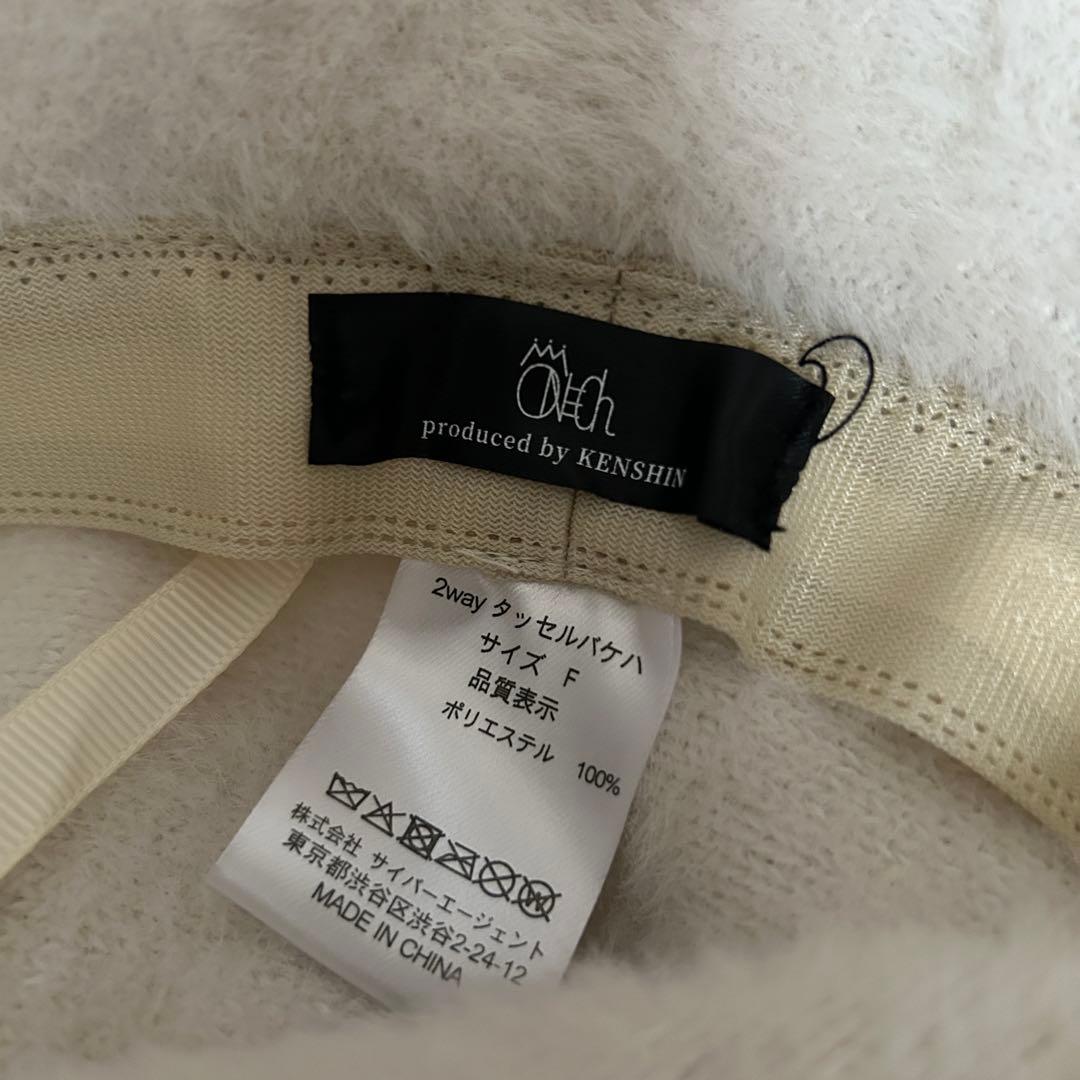 ONECh
produced by KENSHIN
2way タッセルバケハ
サイズ F
品質表示
ポリエステル 100%
株式会社 サイバーエージェント
東京都渋谷区渋谷2-24-12
MADE IN CHINA